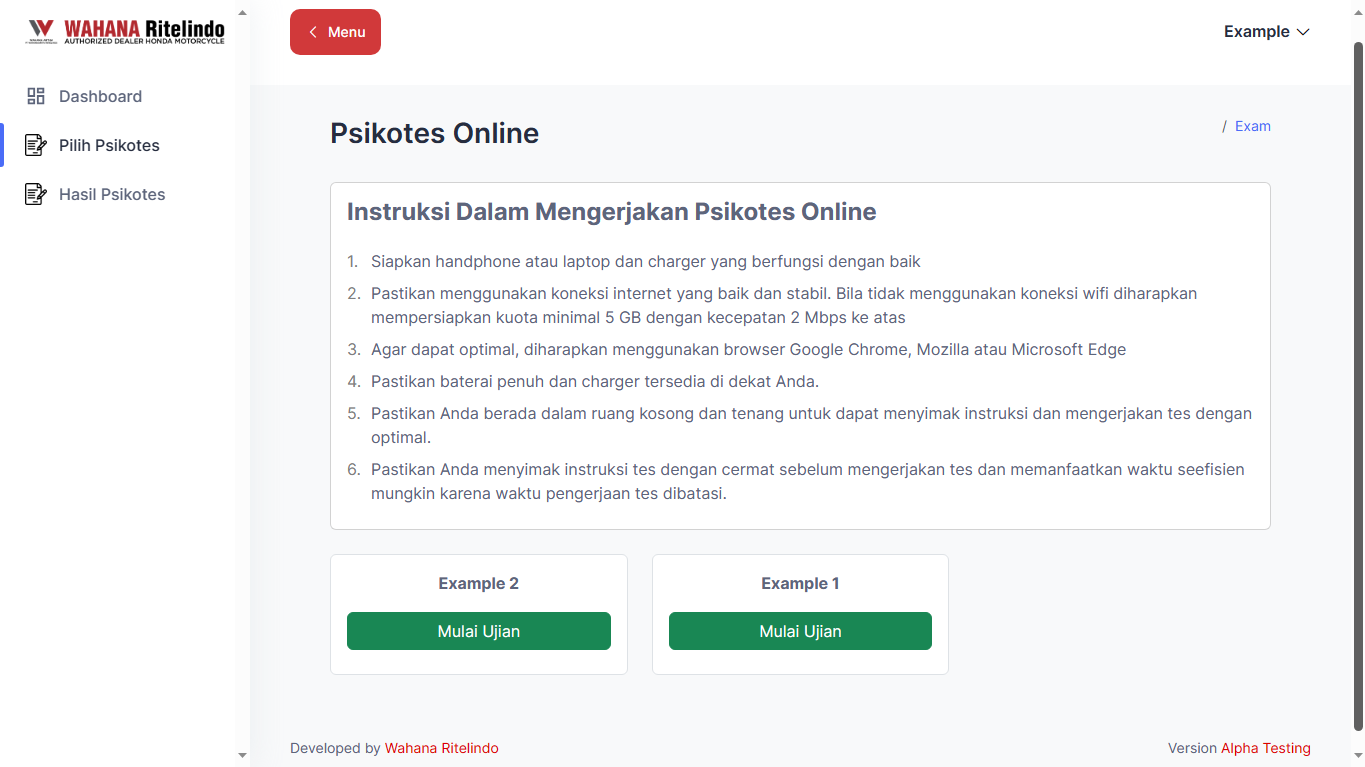 WAHANA Ritelindo
AUTHORIZED DEALER HONDA MOTORCYCLE
Menu
Example
Dashboard
Pilih Psikotes
Hasil Psikotes
Psikotes Online
/ Exam
Instruksi Dalam Mengerjakan Psikotes Online
1. Siapkan handphone atau laptop dan charger yang berfungsi dengan baik
2. Pastikan menggunakan koneksi internet yang baik dan stabil. Bila tidak menggunakan koneksi wifi diharapkan
mempersiapkan kuota minimal 5 GB dengan kecepatan 2 Mbps ke atas
3. Agar dapat optimal, diharapkan menggunakan browser Google Chrome, Mozilla atau Microsoft Edge
4. Pastikan baterai penuh dan charger tersedia di dekat Anda.
5. Pastikan Anda berada dalam ruang kosong dan tenang untuk dapat menyimak instruksi dan mengerjakan tes dengan
optimal.
6. Pastikan Anda menyimak instruksi tes dengan cermat sebelum mengerjakan tes dan memanfaatkan waktu seefisien
mungkin karena waktu pengerjaan tes dibatasi.
Example 2
Mulai Ujian
Example 1
Mulai Ujian
Developed by Wahana Ritelindo
Version Alpha Testing